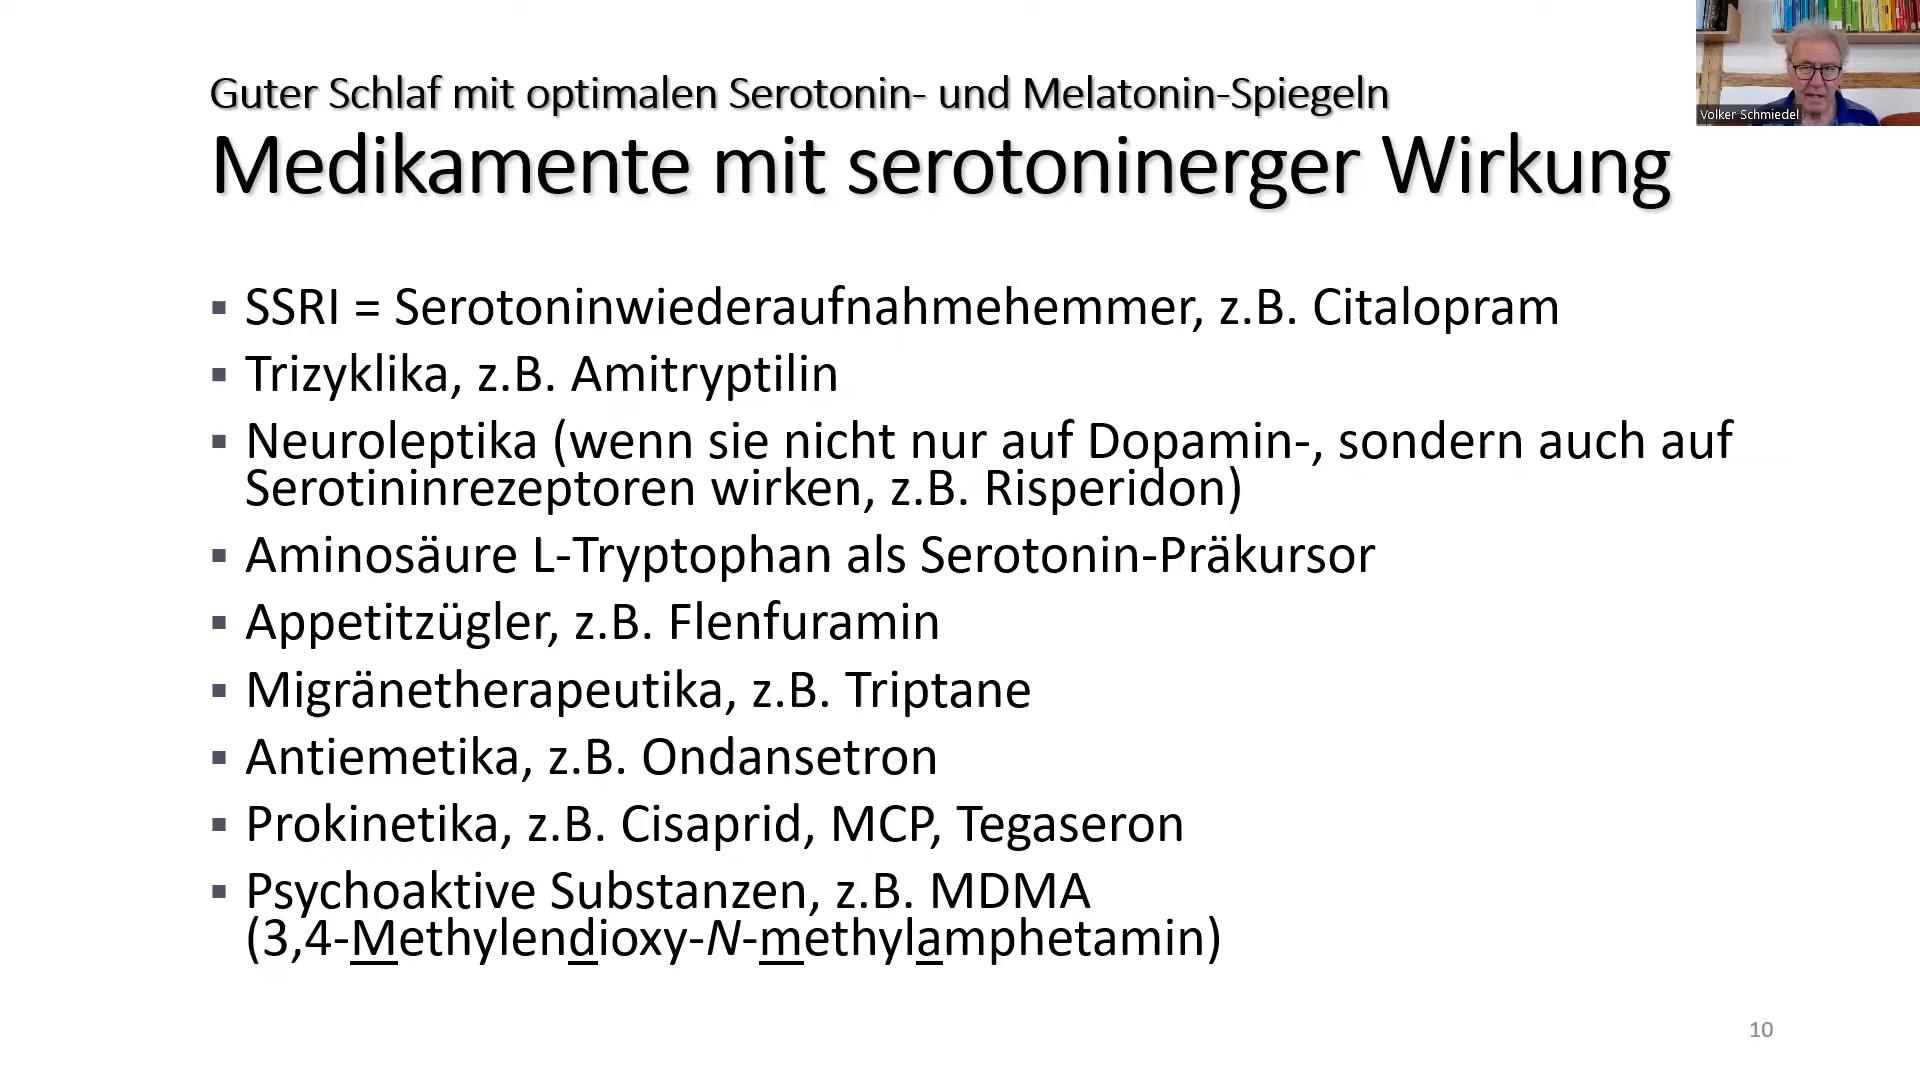 Guter Schlaf mit optimalen Serotonin- und Melatonin-Spiegeln
Medikamente mit serotoninerger Wirkung
Volker Schmiedel
▪ SSRI = Serotoninwiederaufnahmehemmer, z.B. Citalopram
▪ Trizyklika, z.B. Amitryptilin
▪ Neuroleptika (wenn sie nicht nur auf Dopamin-, sondern auch auf
Serotininrezeptoren wirken, z.B. Risperidon)
▪ Aminosäure L-Tryptophan als Serotonin-Präkursor
▪ Appetitzügler, z.B. Flenfuramin
▪ Migränetherapeutika, z.B. Triptane
▪ Antiemetika, z.B. Ondansetron
▪ Prokinetika, z.B. Cisaprid, MCP, Tegaseron
▪ Psychoaktive Substanzen, z.B. MDMA
(3,4-Methylendioxy-N-methylamphetamin)
10